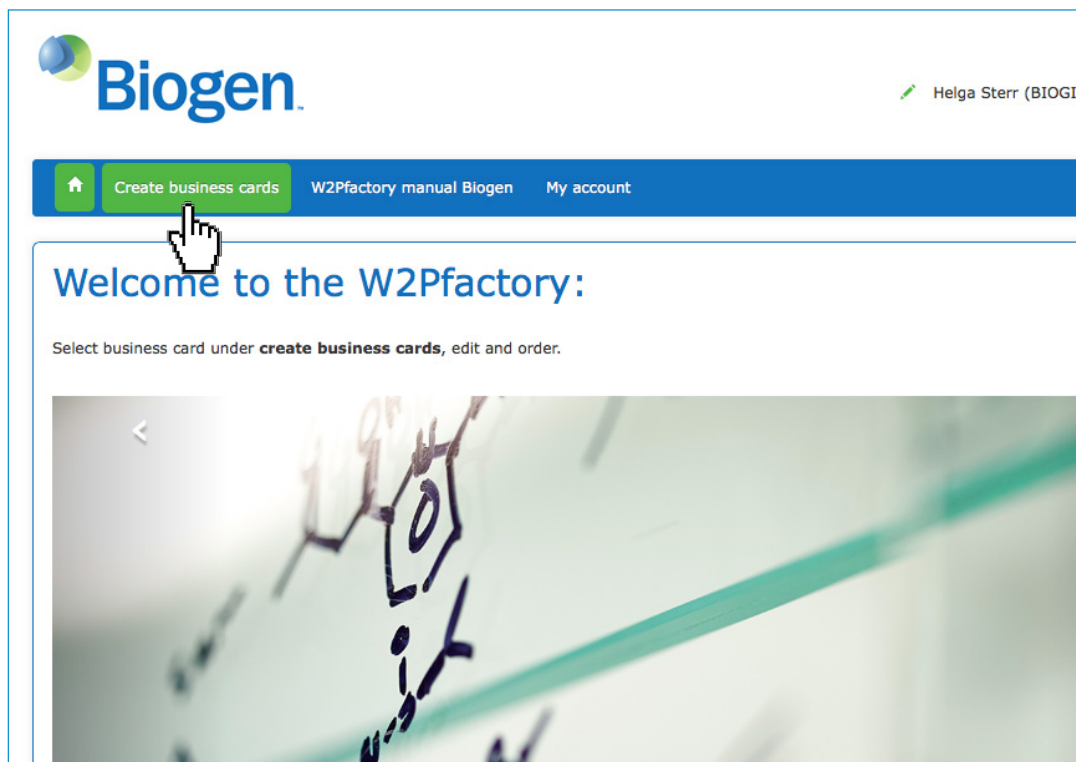 Biogen™
Helga Sterr (BIOGI
Create business cards
W2Pfactory manual Biogen
My account
Welcome to the W2Pfactory:
Select business card under create business cards, edit and order.